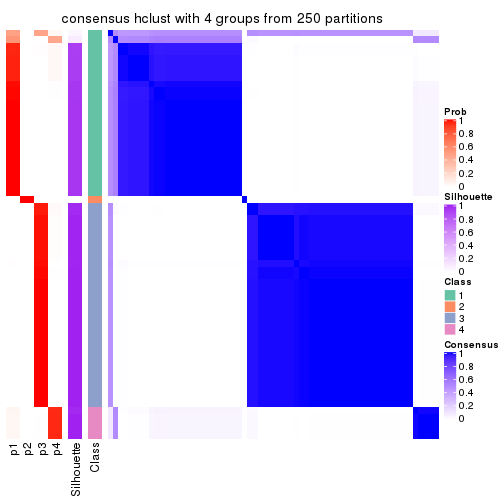 consensus hclust with 4 groups from 250 partitions
Prob
1
0.8
0.6
0.4
0.2
0
Silhouette
1
0.8
0.6
0.4
0.2
0
Class
1
2
3
4
Consensus
1
0.8
0.6
0.4
0.2
0
p1
p2
p3
p4
Silhouette
Class